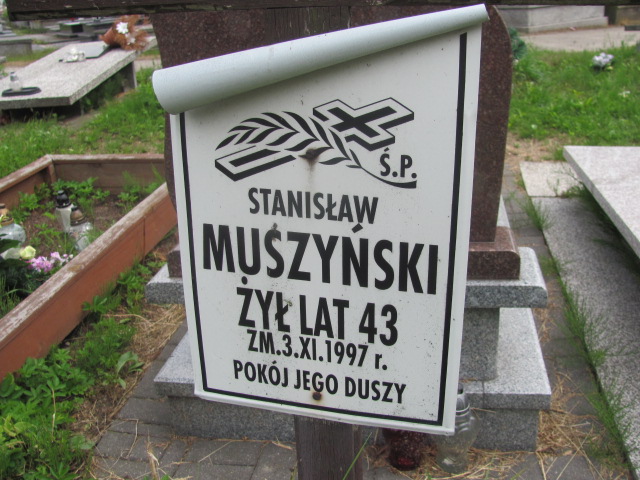 Ś.P.
STANISŁAW
MUSZYŃSKI
ŻYŁ LAT 43
ZM.3.XI.1997 r.
POKÓJ JEGO DUSZY